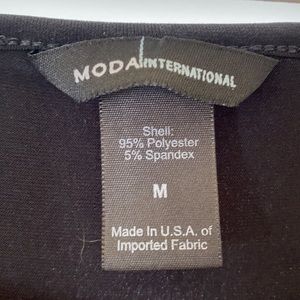 MODA INTERNATIONAL
Shell:
95% Polyester
5% Spandex
M
Made In U.S.A. of
Imported Fabric